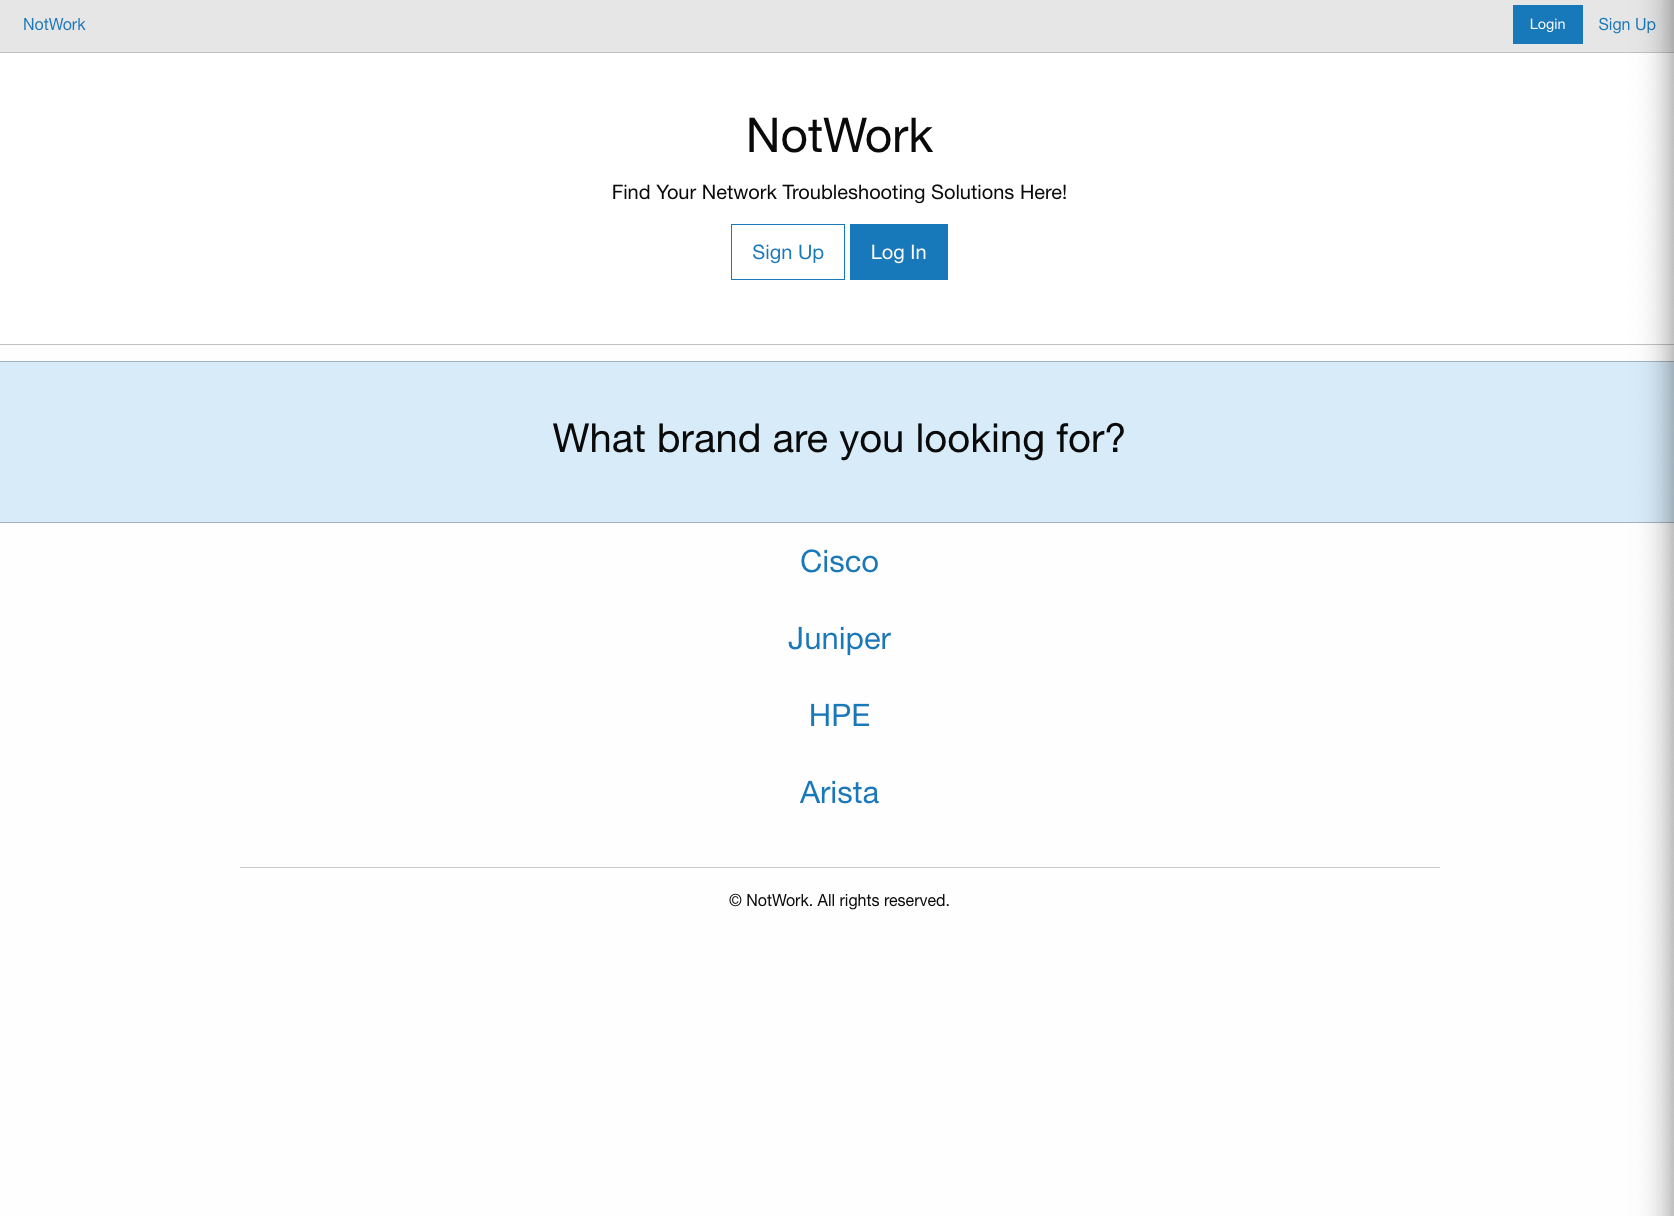 NotWork
Login
Sign Up
NotWork
Find Your Network Troubleshooting Solutions Here!
Sign Up
Log In
What brand are you looking for?
Cisco
Juniper
HPE
Arista
© NotWork. All rights reserved.